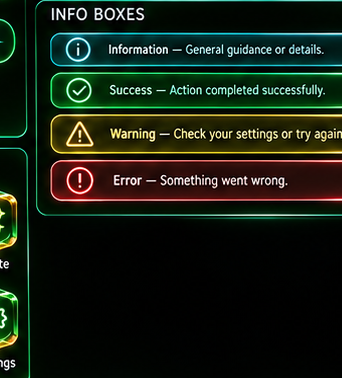 INFO BOXES
Information — General guidance or details.
Success — Action completed successfully.
Warning — Check your settings or try again
Error — Something went wrong.
te
ngs